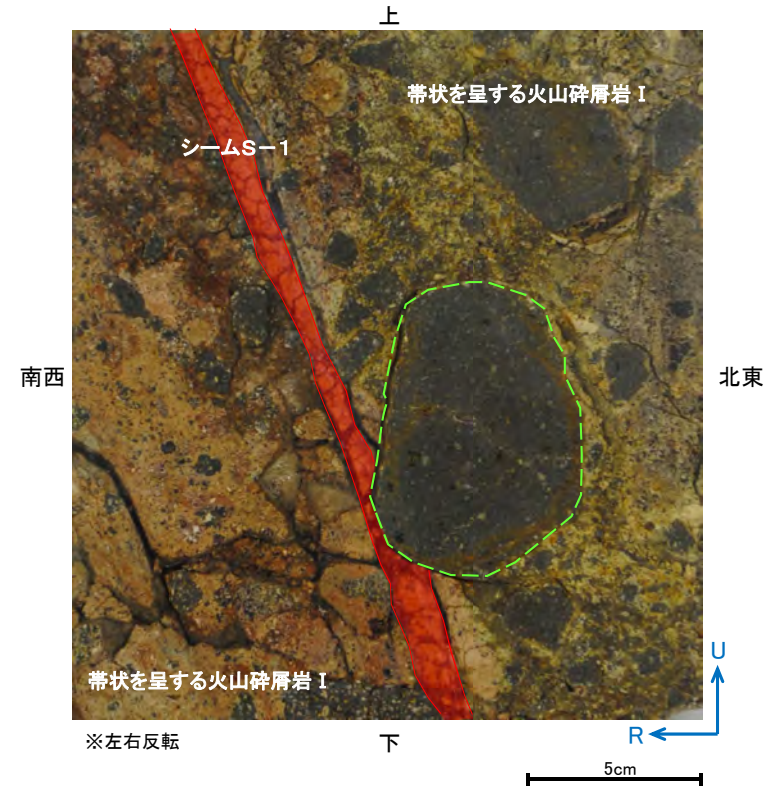 上
帯状を呈する火山砕屑岩Ⅰ
シームS-1
南西
北東
帯状を呈する火山砕屑岩Ⅰ
U
R
※左右反転
下
5cm